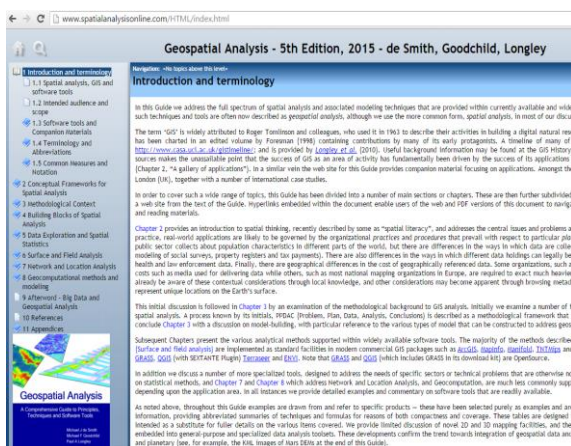 www.spatialanalysisonline.com/HTML/index.html
Geospatial Analysis - 5th Edition, 2015 - de Smith, Goodchild, Longley
1 Introduction and terminology
1.1 Spatial analysis, GIS and
software tools
1.2 Intended audience and
scope
1.3 Software tools and
Companion Materials
1.4 Terminology and
Abbreviations
1.5 Common Measures and
Notation
2 Conceptual Frameworks for
Spatial Analysis
3 Methodological Context
4 Building Blocks of Spatial
Analysis
5 Data Exploration and Spatial
Statistics
6 Surface and Field Analysis
7 Network and Location Analysis
8 Geocomputational methods and
modeling
9 Afterword - Big Data and
Geospatial Analysis
10 References
11 Appendices
Geospatial Analysis
A Comprehensive Guide to Principles,
Techniques and Software Tools
Navigation: «No topics above this level»
Introduction and terminology
In this Guide we address the full spectrum of spatial analysis and associated modeling techniques that are provided within currently available and wide
such techniques and tools are often now described as geospatial analysis, although we use the more common form, spatial analysis, in most of our discu
The term 'GIS' is widely attributed to Roger Tomlinson and colleagues, who used it in 1963 to describe their activities in building a digital natural reso
has been charted in an edited volume by Foresman (1998) containing contributions by many of its early protagonists. A timeline of many of
http://www.casa.ucl.ac.uk/gistimeline/; and is provided by Longley et al. (2010). Useful background information may be found at the GIS History
sources makes the unassailable point that the success of GIS as an area of activity has fundamentally been driven by the success of its applications
(Chapter 2, "A gallery of applications"). In a similar vein the web site for this Guide provides companion material focusing on applications. Amongst the
London (UK), together with a number of international case studies.
In order to cover such a wide range of topics, this Guide has been divided into a number of main sections or chapters. These are then further subdivided
a web site from the text of the Guide. Hyperlinks embedded within the document enable users of the web and PDF versions of this document to naviga
and reading materials.
Chapter 2 provides an introduction to spatial thinking, recently described by some as "spatial literacy", and addresses the central issues and problems a
practice, real-world applications are likely to be governed by the organizational practices and procedures that prevail with respect to particular pla
public sector collects about population characteristics in different parts of the world, but there are differences in the ways in which data are collec
modeling of social surveys, property registers and tax payments). There are also differences in the ways in which different data holdings can legally be
health and law enforcement data. Finally, there are geographical differences in the cost of geographically referenced data. Some organizations, such a
costs such as media used for delivering data while others, such as most national mapping organizations in Europe, are required to exact much heavier
already be aware of these contextual considerations through local knowledge, and other considerations may become apparent through browsing metad
represent unique locations on the Earth's surface.
This initial discussion is followed in Chapter 3 by an examination of the methodological background to GIS analysis. Initially we examine a number of f
spatial analysis. A process known by its initials, PPDAC (Problem, Plan, Data, Analysis, Conclusions) is described as a methodological framework that
conclude Chapter 3 with a discussion on model-building, with particular reference to the various types of model that can be constructed to address geos
Subsequent Chapters present the various analytical methods supported within widely available software tools. The majority of the methods described
(Surface and field analysis) are implemented as standard facilities in modern commercial GIS packages such as ArcGIS, MapInfo, Manifold, TNTMips and
GRASS, QGIS (with SEXTANTE Plugin) Terraseer and ENVI. Note that GRASS and QGIS (which includes GRASS in its download kit) are OpenSource.
In addition we discuss a number of more specialized tools, designed to address the needs of specific sectors or technical problems that are otherwise no
on statistical methods, and Chapter 7 and Chapter 8 which address Network and Location Analysis, and Geocomputation, are much less commonly supp
depending upon the application area. In all instances we provide detailed examples and commentary on software tools that are readily available.
As noted above, throughout this Guide examples are drawn from and refer to specific products — these have been selected purely as examples and are
information, providing abbreviated summaries of techniques and formulas for reasons of both compactness and coverage. These tables are designed
intended as a substitute for fuller details on the various items covered. We provide limited discussion of novel 2D and 3D mapping facilities, and the
embedded into general-purpose and specialized data analysis toolsets. These developments confirm the trend towards integration of geospatial data an
and planetary (see, for example, the KML images of Mars DEMs at the end of this Guide).